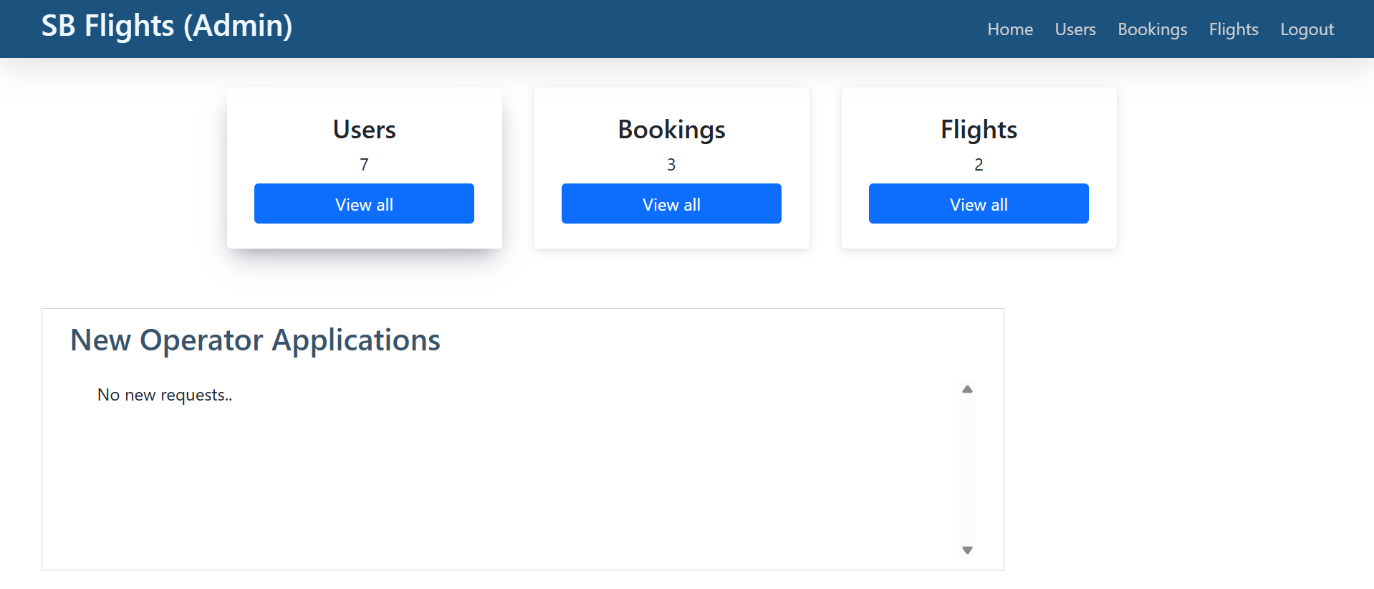 SB Flights (Admin)
Home Users Bookings Flights Logout
Users
7
View all
Bookings
3
View all
Flights
2
View all
New Operator Applications
No new requests..